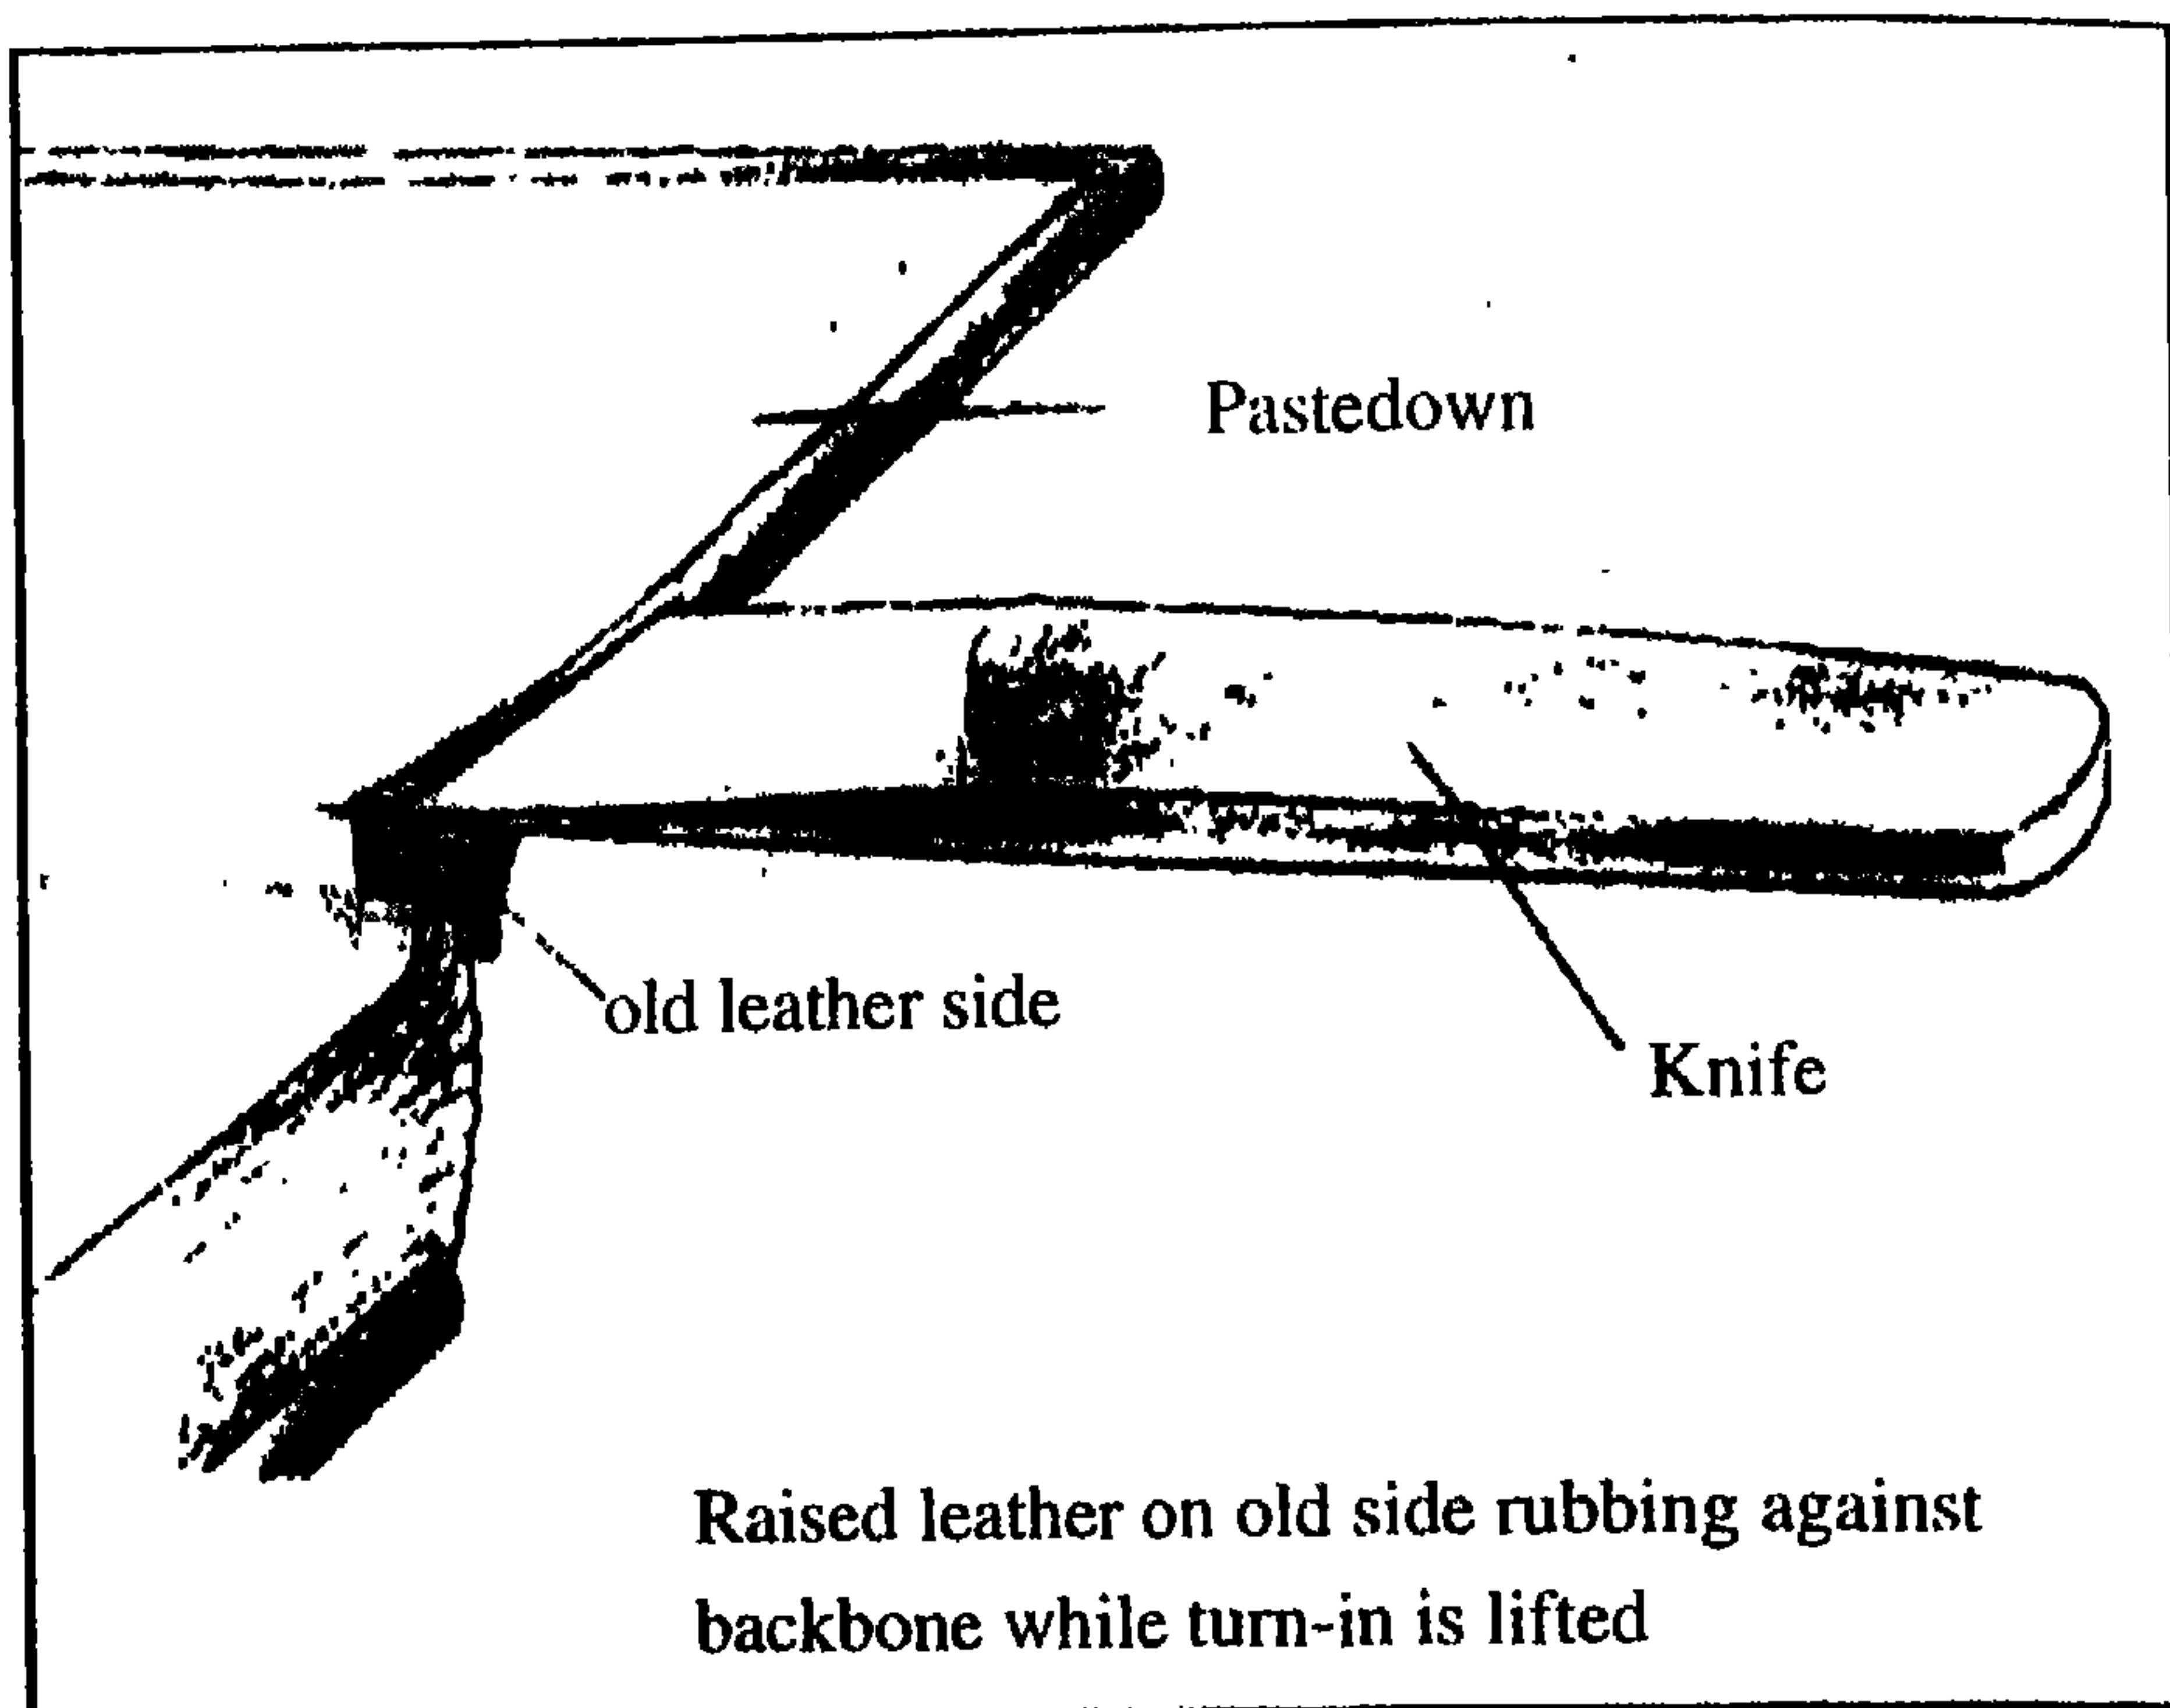 Pastedown
old leather side
Knife
Raised leather on old side rubbing against
backbone while turn-in is lifted